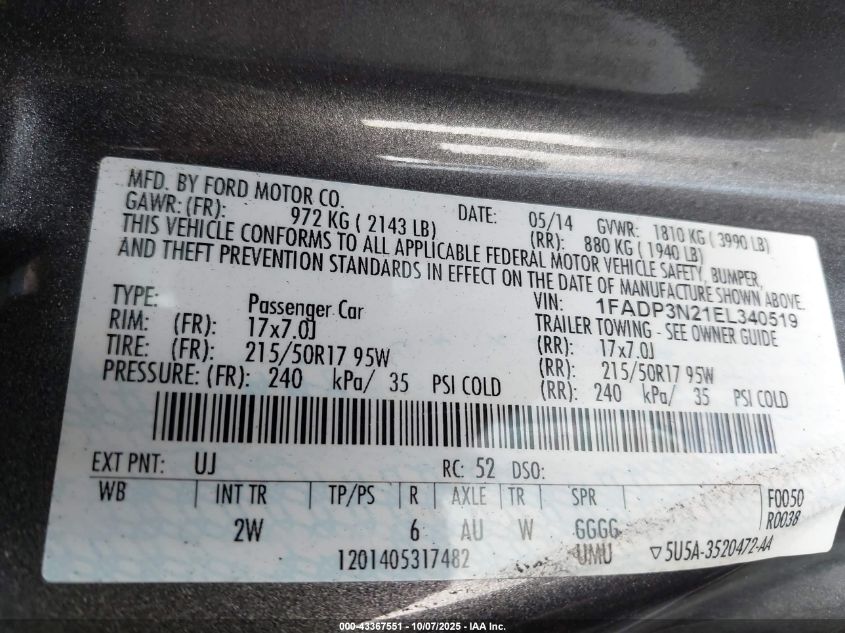 MFD. BY FORD MOTOR CO. DATE: 05/14 GVWR: 1810 KG ( 3990 LB)
GAWR: (FR): 972 KG ( 2143 LB) (RR): 880 KG ( 1940 LB)
THIS VEHICLE CONFORMS TO ALL APPLICABLE FEDERAL MOTOR VEHICLE SAFETY, BUMPER,
AND THEFT PREVENTION STANDARDS IN EFFECT ON THE DATE OF MANUFACTURE SHOWN ABOVE.
VIN: 1FADP3N21EL340519
TYPE: Passenger Car TRAILER TOWING - SEE OWNER GUIDE
RIM: (FR): 17x7.0J (RR): 17x7.0J
TIRE: (FR): 215/50R17 95W (RR): 215/50R17 95W
PRESSURE: (FR): 240 kPa/ 35 PSI COLD (RR): 240 kPa/ 35 PSI COLD
EXT PNT: UJ RC: 52 DSO:
WB INT TR TP/PS R AXLE TR SPR F0050
2W 6 AU W GGGG R0038
1201405317482 UMU ▽5U5A-3520472-AA
000-43367551 - 10/07/2025 - IAA Inc.